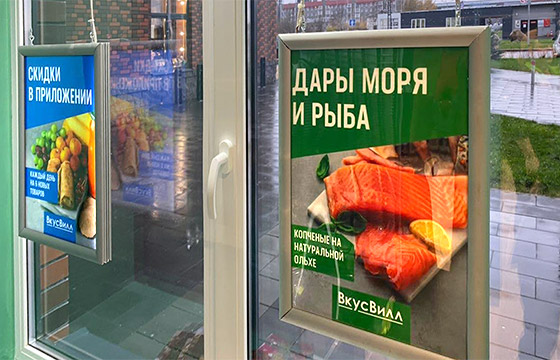 СКИДКИ
В ПРИЛОЖЕНИИ
КАЖДЫЙ ДЕНЬ
НА 6 НОВЫХ
ТОВАРОВ
ВкусВилл
ДАРЫ МОРЯ
И РЫБА
КОПЧЕНЫЕ НА
НАТУРАЛЬНОЙ
ОЛЬХЕ
ВкусВилл